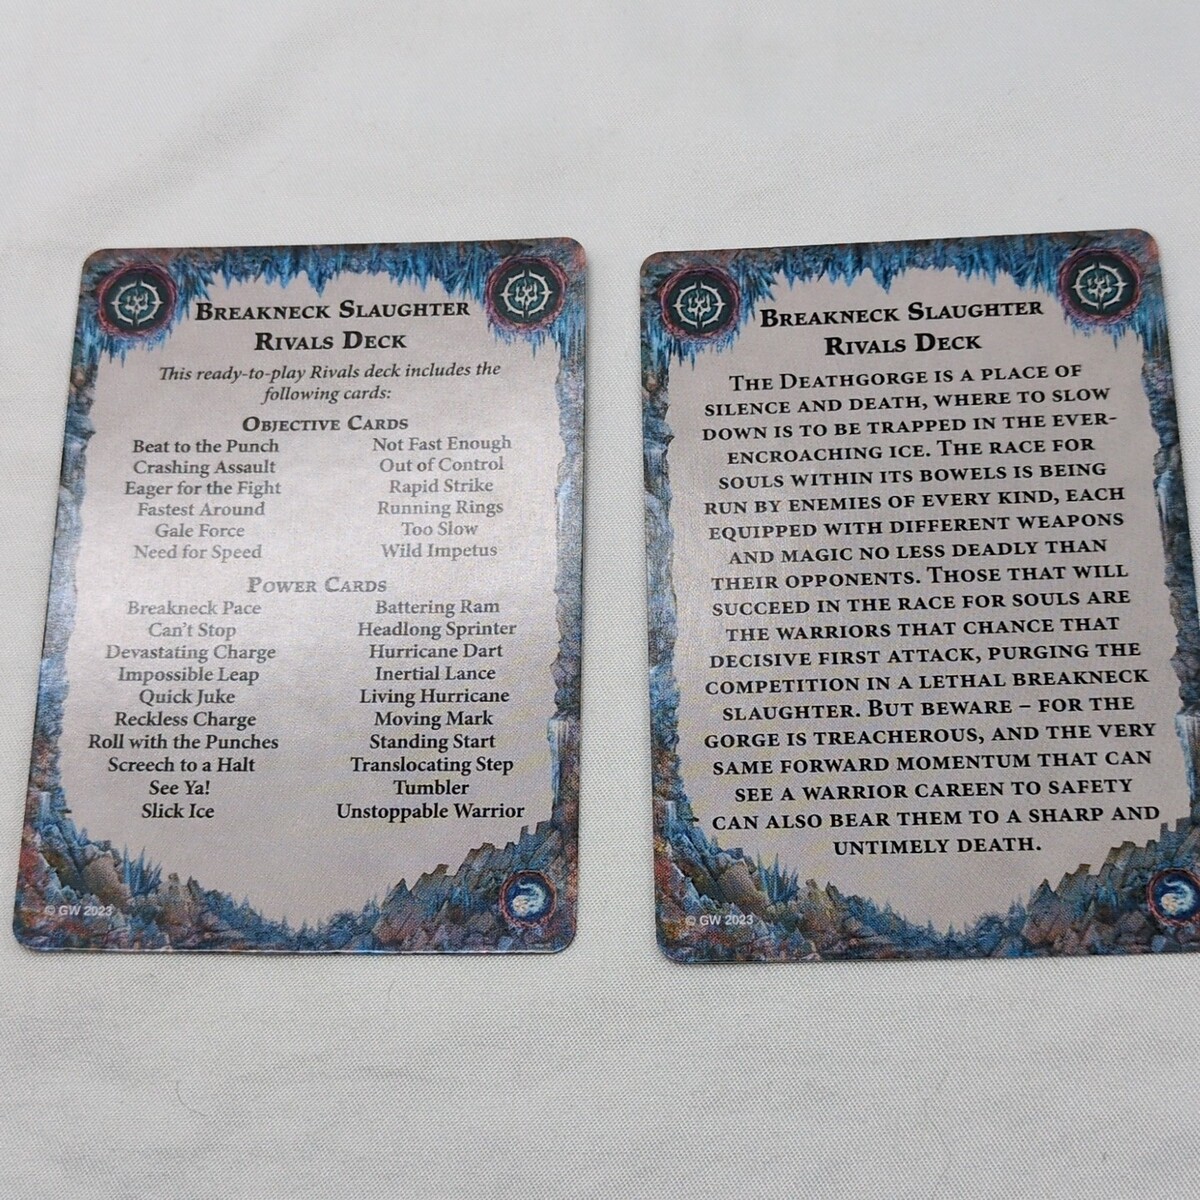 Breakneck Slaughter
Rivals Deck
This ready-to-play Rivals deck includes the
following cards:
Objective Cards
Beat to the Punch
Crashing Assault
Eager for the Fight
Fastest Around
Gale Force
Need for Speed
Not Fast Enough
Out of Control
Rapid Strike
Running Rings
Too Slow
Wild Impetus
Power Cards
Breakneck Pace
Can't Stop
Devastating Charge
Impossible Leap
Quick Juke
Reckless Charge
Roll with the Punches
Screech to a Halt
See Ya!
Slick Ice
Battering Ram
Headlong Sprinter
Hurricane Dart
Inertial Lance
Living Hurricane
Moving Mark
Standing Start
Translocating Step
Tumbler
Unstoppable Warrior
© GW 2023
Breakneck Slaughter
Rivals Deck
The Deathgorge is a place of
silence and death, where to slow
down is to be trapped in the ever-
encroaching ice. The race for
souls within its bowels is being
run by enemies of every kind, each
equipped with different weapons
and magic no less deadly than
their opponents. Those that will
succeed in the race for souls are
the warriors that chance that
decisive first attack, purging the
competition in a lethal breakneck
slaughter. But beware – for the
gorge is treacherous, and the very
same forward momentum that can
see a warrior careen to safety
can also bear them to a sharp and
untimely death.
© GW 2023